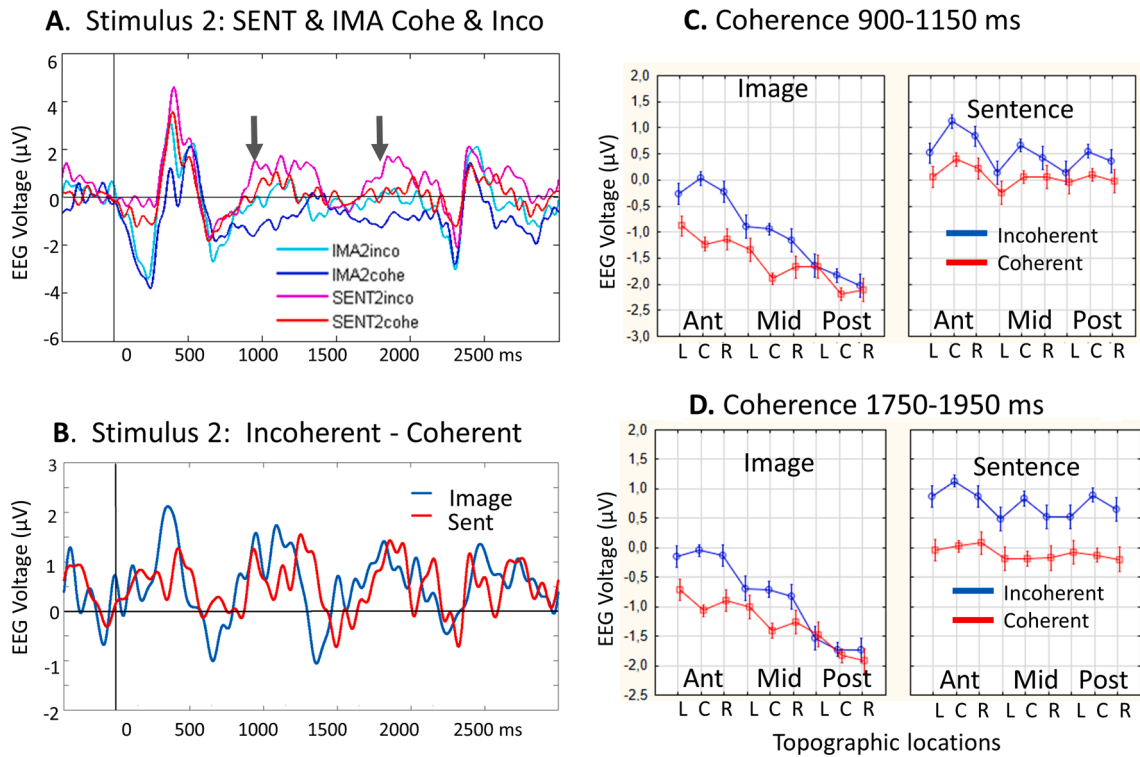 A. Stimulus 2: SENT & IMA Cohe & Inco
6
4
2
0
-2
-4
-6
EEG Voltage (µV)
IMA2inco
IMA2cohe
SENT2inco
SENT2cohe
0 500 1000 1500 2000 2500 ms
B. Stimulus 2: Incoherent - Coherent
3
2
1
0
-1
-2
EEG Voltage (µV)
Image
Sent
0 500 1000 1500 2000 2500 ms
C. Coherence 900-1150 ms
2,0
1,5
1,0
0,5
0,0
-0,5
-1,0
-1,5
-2,0
-2,5
-3,0
EEG Voltage (µV)
Image
Ant Mid Post
L C R L C R L C R
Sentence
Incoherent
Coherent
Ant Mid Post
L C R L C R L C R
D. Coherence 1750-1950 ms
2,0
1,5
1,0
0,5
0,0
-0,5
-1,0
-1,5
-2,0
-2,5
EEG Voltage (µV)
Image
Ant Mid Post
L C R L C R L C R
Sentence
Incoherent
Coherent
Ant Mid Post
L C R L C R L C R
Topographic locations